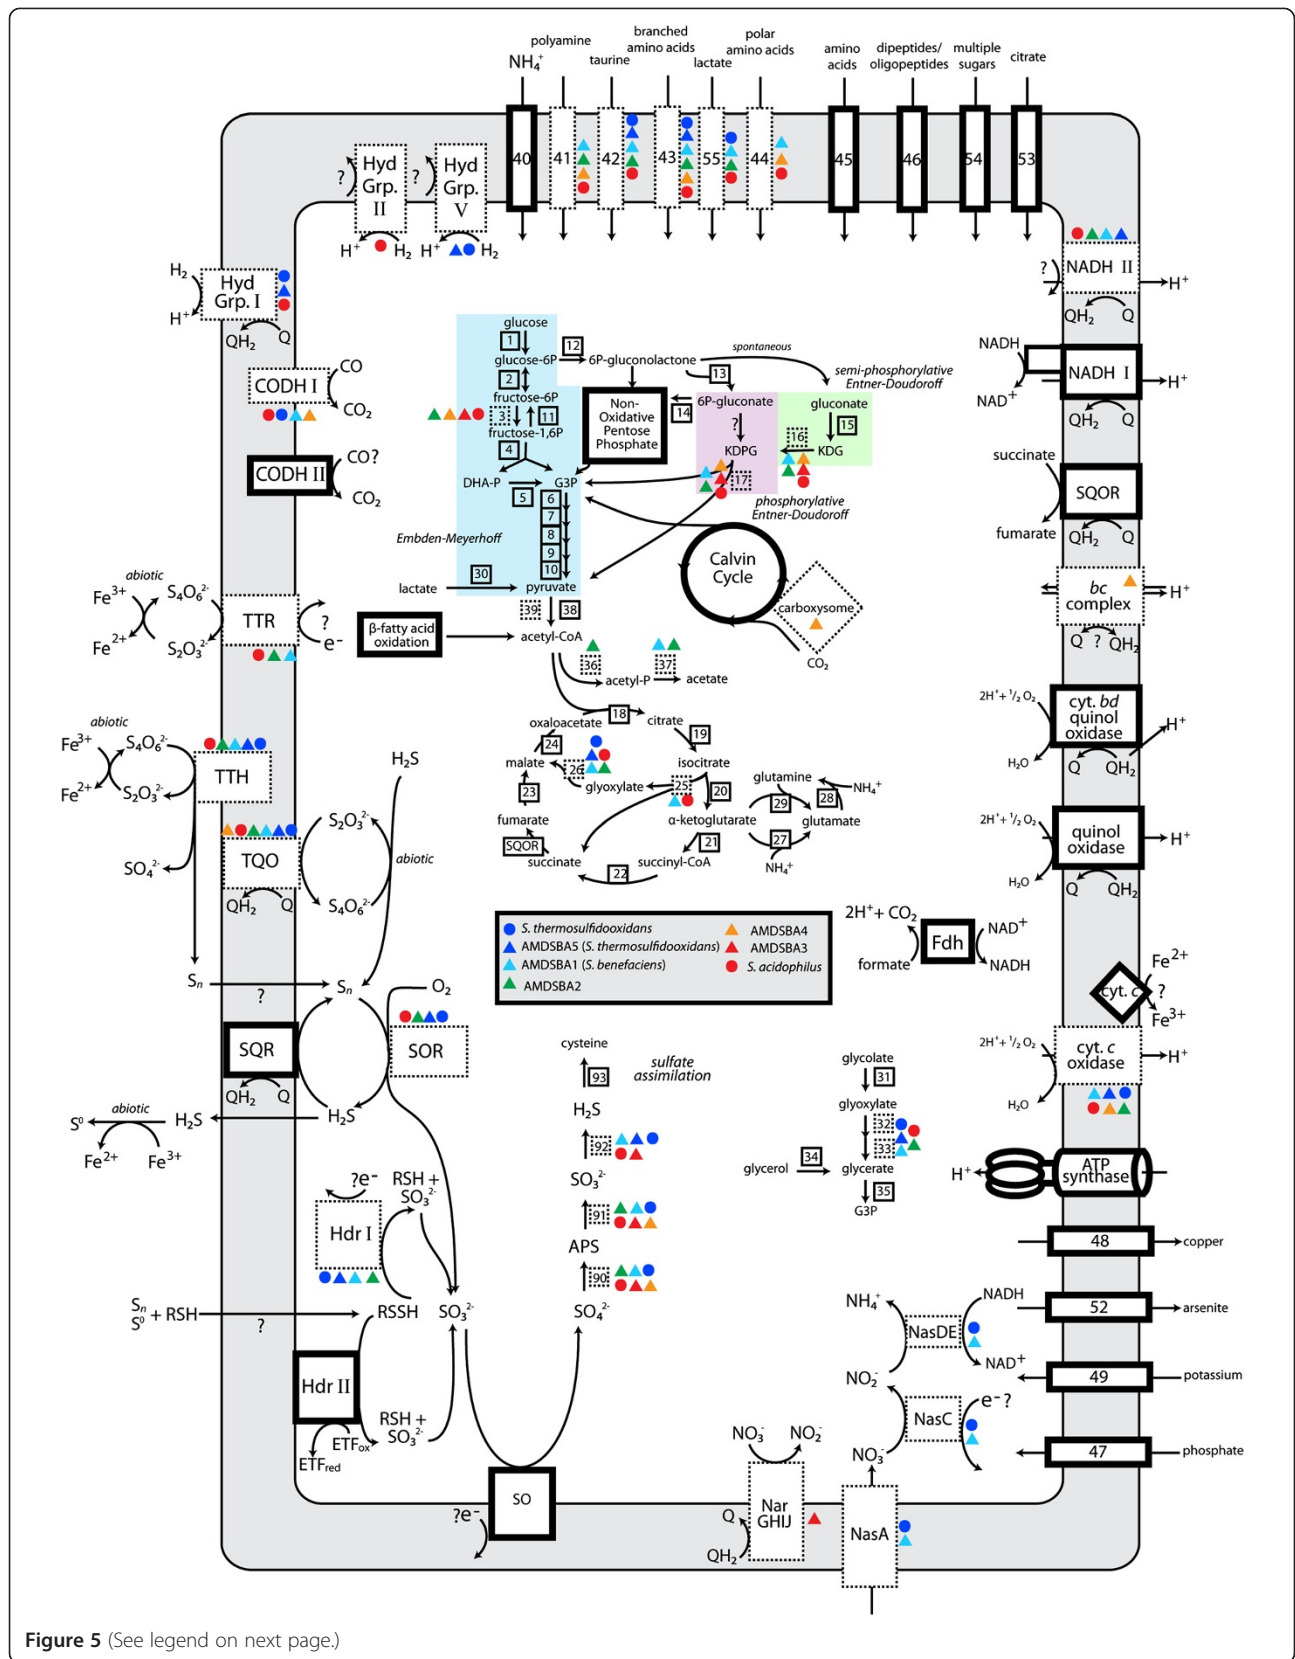 NH₄⁺
polyamine
taurine
branched
amino acids
lactate
polar
amino acids
amino
acids
dipeptides/
oligopeptides
multiple
sugars
citrate
40
41
42
43
55
44
45
46
54
53
?
Hyd
Grp.
II
H⁺
H₂
?
Hyd
Grp.
V
H⁺
H₂
H₂
Hyd
Grp. I
H⁺
QH₂
Q
NADH II
?
H⁺
QH₂
Q
NADH
NADH I
NAD⁺
H⁺
QH₂
Q
CODH I
CO
CO₂
CODH II
CO?
CO₂
glucose
1
glucose-6P
12
6P-gluconolactone
spontaneous
2
fructose-6P
3
11
fructose-1,6P
4
DHA-P
5
G3P
6
7
8
9
10
Embden-Meyerhoff
lactate
30
pyruvate
13
14
Non-
Oxidative
Pentose
Phosphate
semi-phosphorylative
Entner-Doudoroff
6P-gluconate
?
KDPG
17
gluconate
15
16
KDG
phosphorylative
Entner-Doudoroff
Calvin
Cycle
carboxysome
CO₂
succinate
SQOR
fumarate
QH₂
Q
bc
complex
H⁺
Q
?
QH₂
abiotic
Fe³⁺
S₄O₆²⁻
Fe²⁺
S₂O₃²⁻
TTR
?
e⁻
β-fatty acid
oxidation
39
38
acetyl-CoA
36
acetyl-P
37
acetate
18
oxaloacetate
citrate
24
19
malate
26
glyoxylate
25
isocitrate
23
20
fumarate
α-ketoglutarate
SQOR
21
succinate
succinyl-CoA
22
glutamine
29
28
NH₄⁺
glutamate
27
NH₄⁺
2H⁺+ ¹/₂ O₂
cyt. bd
quinol
oxidase
H⁺
H₂O
Q
QH₂
2H⁺+ ¹/₂ O₂
quinol
oxidase
H⁺
H₂O
Q
QH₂
abiotic
Fe³⁺
S₄O₆²⁻
Fe²⁺
S₂O₃²⁻
TTH
SO₄²⁻
H₂S
TQO
S₂O₃²⁻
abiotic
QH₂
Q
S₄O₆²⁻
Sₙ
?
Sₙ
O₂
SQR
SOR
QH₂
Q
H₂S
abiotic
S⁰
H₂S
Fe²⁺
Fe³⁺
S. thermosulfidooxidans
AMDSBA5 (S. thermosulfidooxidans)
AMDSBA1 (S. benefaciens)
AMDSBA2
AMDSBA4
AMDSBA3
S. acidophilus
2H⁺+ CO₂
Fdh
NAD⁺
formate
NADH
Fe²⁺
cyt. c
?
Fe³⁺
2H⁺+ ¹/₂ O₂
cyt. c
oxidase
H⁺
H₂O
cysteine
93
sulfate
assimilation
H₂S
92
SO₃²⁻
91
APS
90
SO₄²⁻
glycolate
31
glyoxylate
32
33
glycerol
34
glycerate
35
G3P
H⁺
ATP
synthase
48
copper
52
arsenite
49
potassium
47
phosphate
?e⁻
RSH +
SO₃²⁻
Hdr I
Sₙ
S⁰ + RSH
?
RSSH
SO₃²⁻
Hdr II
ETFₒₓ
ETFred
RSH +
SO₃²⁻
SO
?e⁻
NH₄⁺
NADH
NasDE
NAD⁺
NO₂⁻
e⁻?
NasC
NO₃⁻
NasA
NO₃⁻
NO₂⁻
Nar
GHIJ
Q
QH₂
Figure 5 (See legend on next page.)